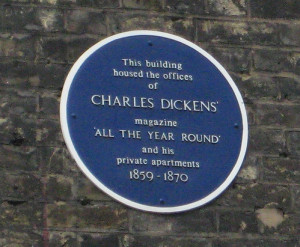 This building
housed the offices
of
CHARLES DICKENS'
magazine
'ALL THE YEAR ROUND'
and his
private apartments
1859 - 1870